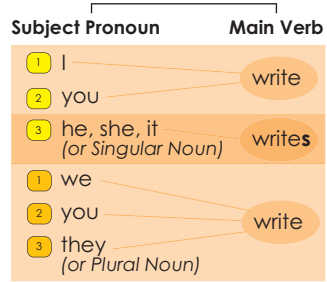 Subject Pronoun Main Verb
1 I
write
2 you
3 he, she, it writes
(or Singular Noun)
1 we
2 you write
3 they
(or Plural Noun)